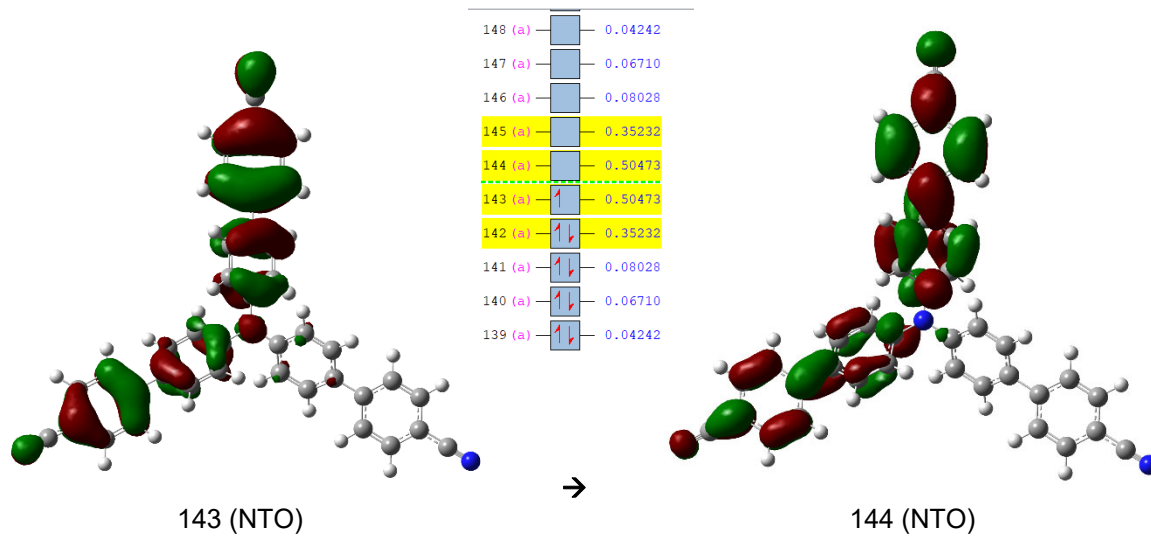 148 (a) 0.04242
147 (a) 0.06710
146 (a) 0.08028
145 (a) 0.35232
144 (a) 0.50473
143 (a) 0.50473
142 (a) 0.35232
141 (a) 0.08028
140 (a) 0.06710
139 (a) 0.04242
→
143 (NTO)
144 (NTO)